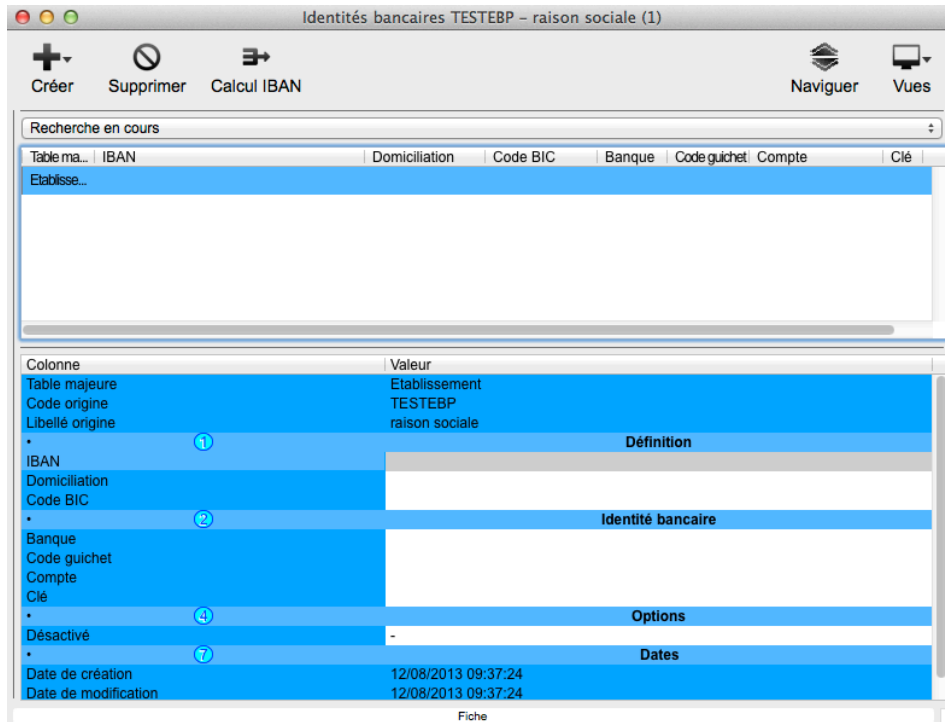 Identités bancaires TESTEBP – raison sociale (1)
Créer Supprimer Calcul IBAN Naviguer Vues
Recherche en cours
Table ma... IBAN Domiciliation Code BIC Banque Code guichet Compte Clé
Etablisse...
Colonne Valeur
Table majeure Etablissement
Code origine TESTEBP
Libellé origine raison sociale
• 1 Définition
IBAN
Domiciliation
Code BIC
• 2 Identité bancaire
Banque
Code guichet
Compte
Clé
• 4 Options
Désactivé -
• 7 Dates
Date de création 12/08/2013 09:37:24
Date de modification 12/08/2013 09:37:24
Fiche